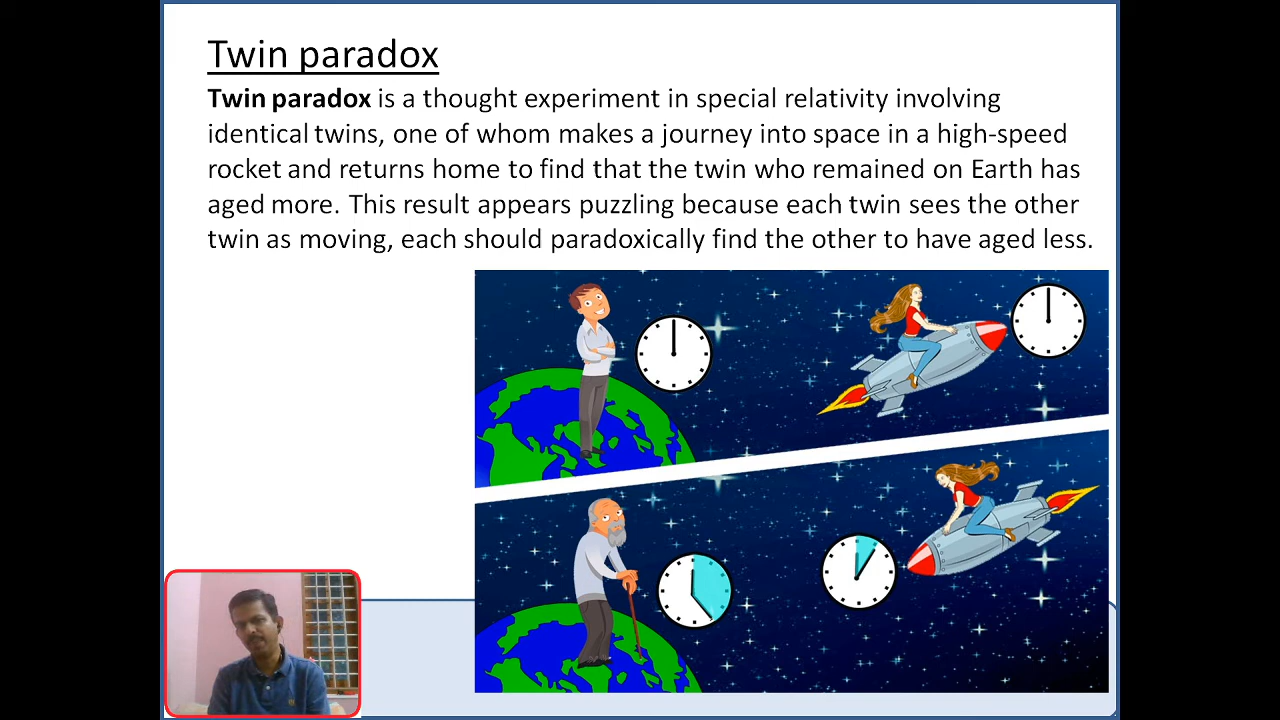 Twin paradox
Twin paradox is a thought experiment in special relativity involving
identical twins, one of whom makes a journey into space in a high-speed
rocket and returns home to find that the twin who remained on Earth has
aged more. This result appears puzzling because each twin sees the other
twin as moving, each should paradoxically find the other to have aged less.